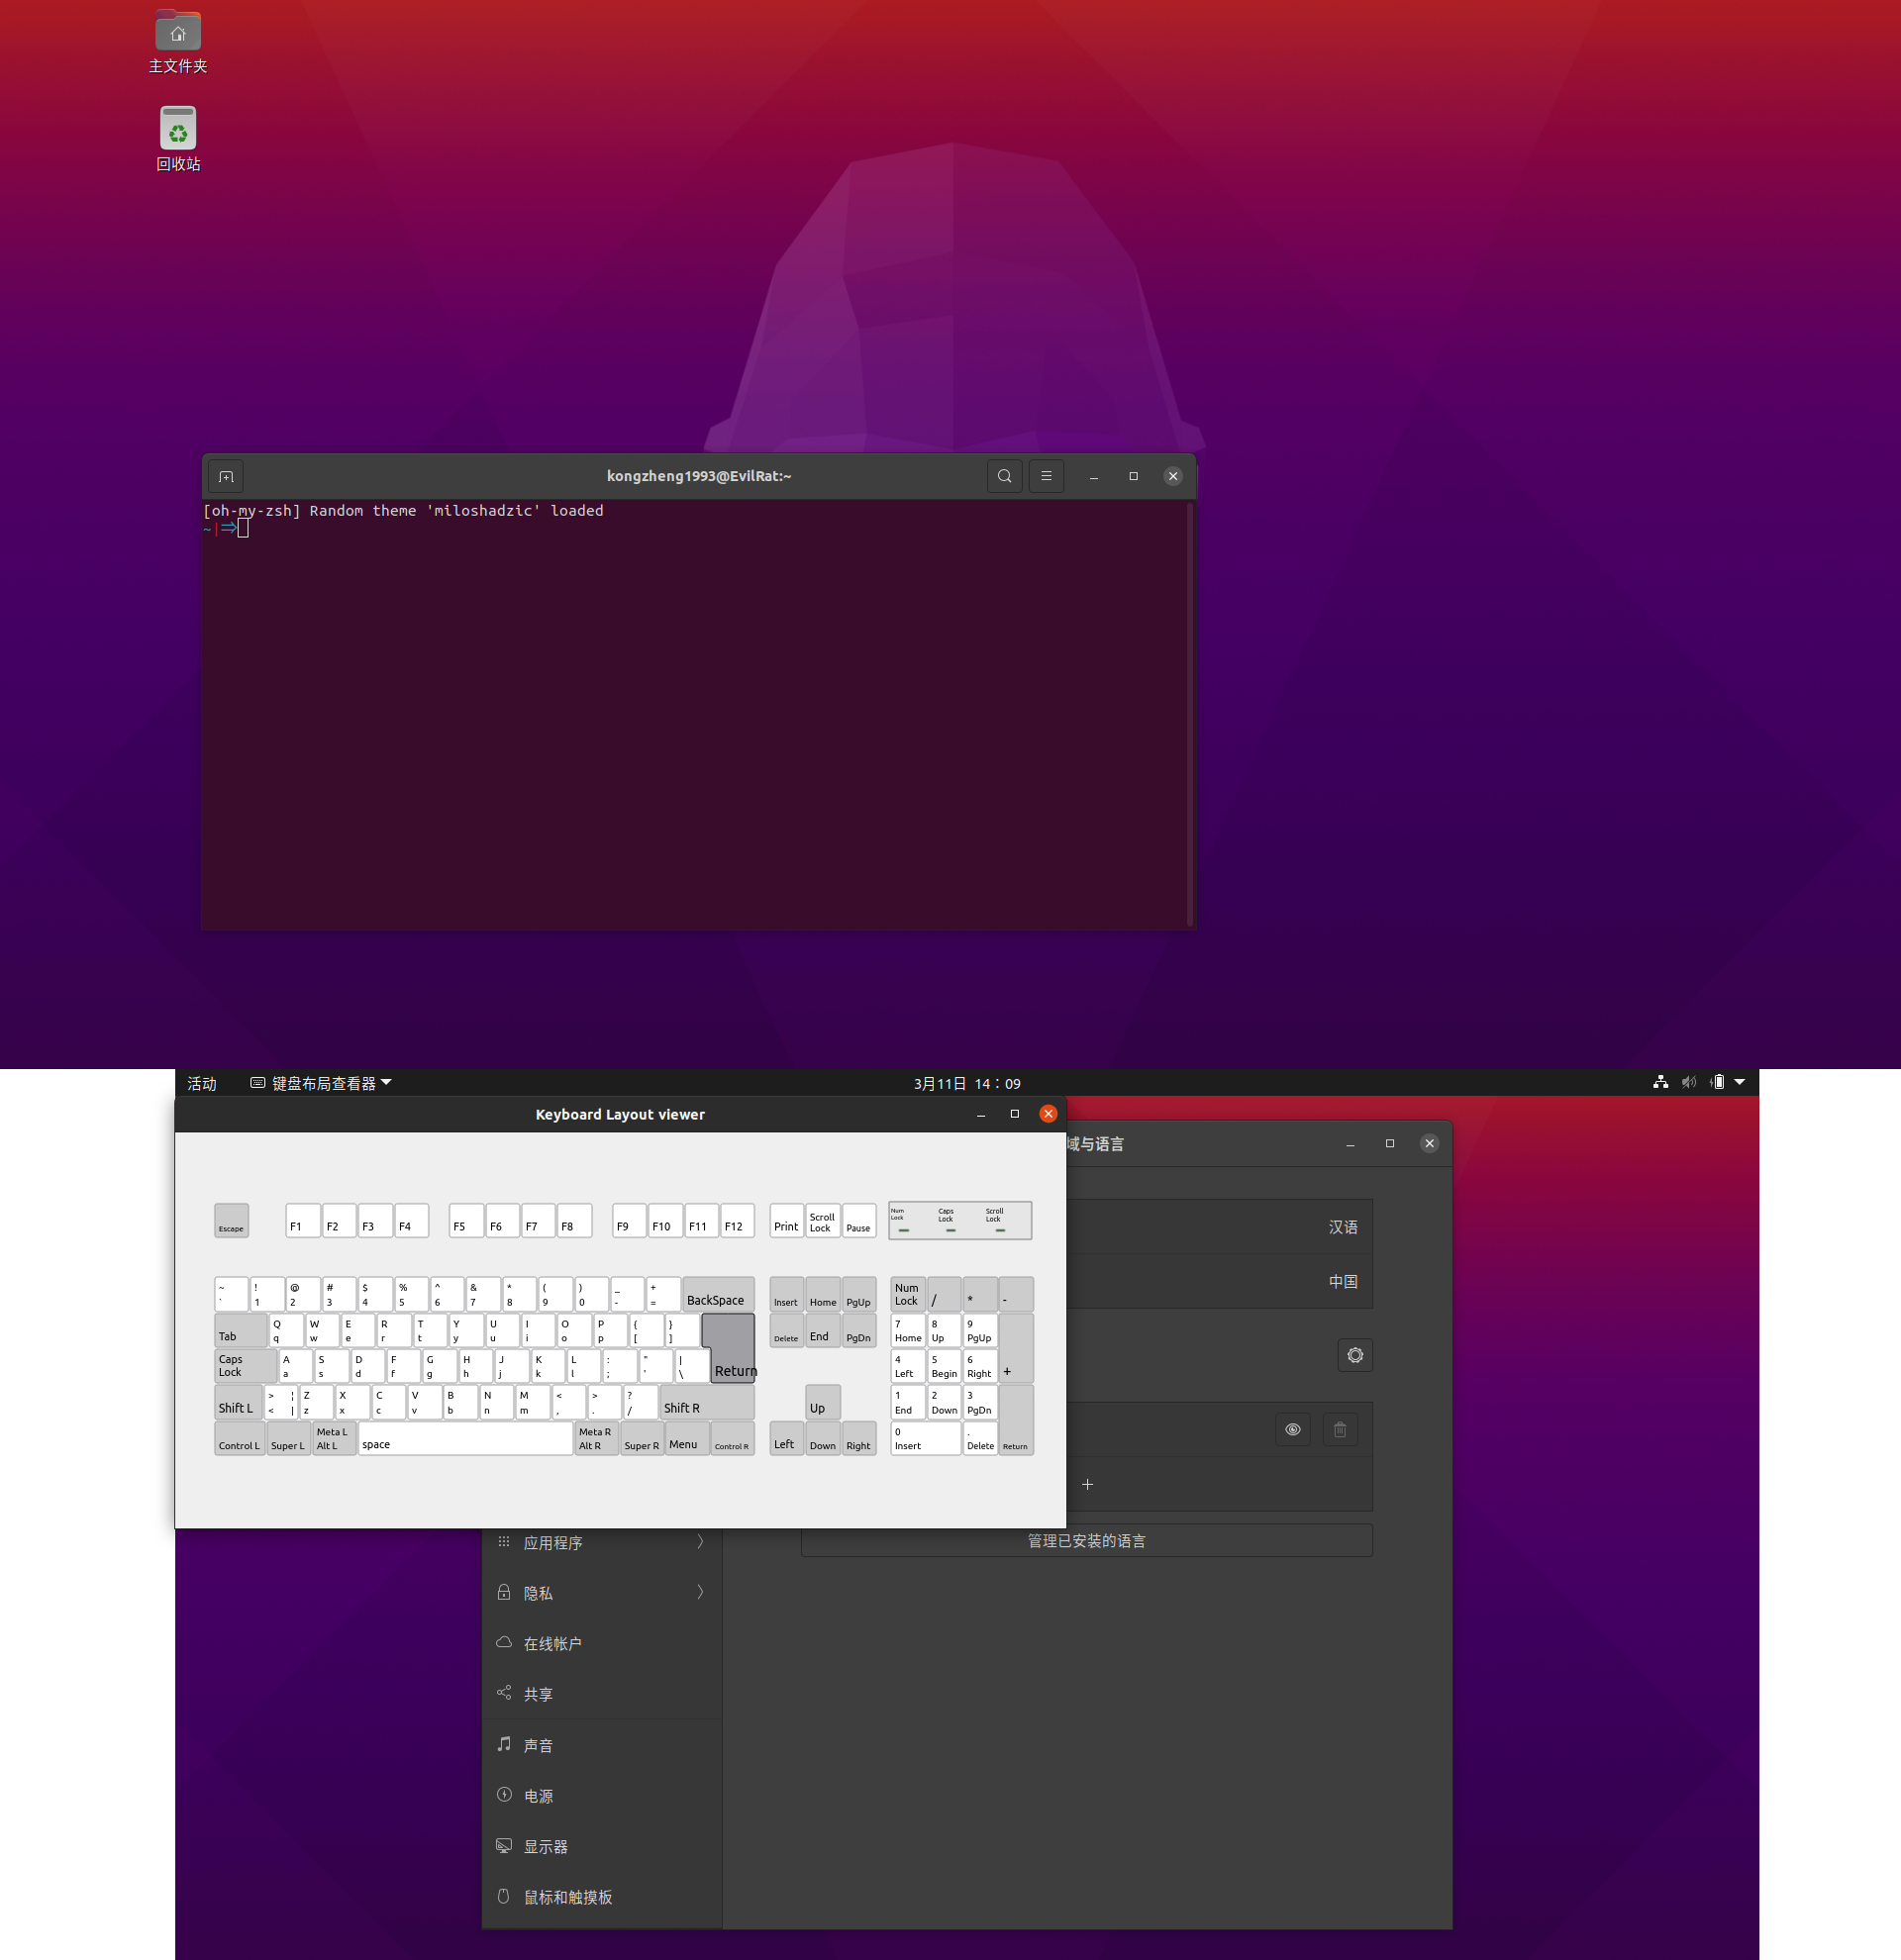 主文件夹
回收站
kongzheng1993@EvilRat:~
[oh-my-zsh] Random theme 'miloshadzic' loaded
~|⇒
活动 键盘布局查看器 3月11日 14：09
Keyboard Layout viewer
域与语言
Escape F1 F2 F3 F4 F5 F6 F7 F8 F9 F10 F11 F12 Print Scroll Lock Pause Num Lock Caps Lock Scroll Lock
汉语
~ ` ! 1 @ 2 # 3 $ 4 % 5 ^ 6 & 7 * 8 ( 9 ) 0 _ - + = BackSpace Insert Home PgUp Num Lock / * -
中国
Tab Q q W w E e R r T t Y y U u I i O o P p { [ } ] Return Delete End PgDn 7 Home 8 Up 9 PgUp +
Caps Lock A a S s D d F f G g H h J j K k L l : ; " ' | \ 4 Left 5 Begin 6 Right
Shift L > < ¦ | Z z X x C c V v B b N n M m < , > . ? / Shift R Up 1 End 2 Down 3 PgDn Return
Control L Super L Meta L Alt L space Meta R Alt R Super R Menu Control R Left Down Right 0 Insert . Delete
管理已安装的语言
应用程序
隐私
在线帐户
共享
声音
电源
显示器
鼠标和触摸板